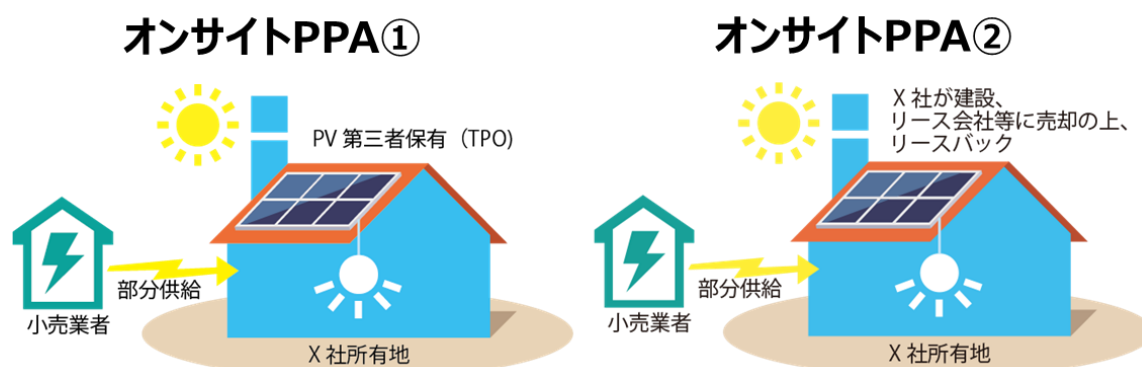 オンサイトPPA①
PV 第三者保有（TPO)
部分供給
小売業者
X 社所有地
オンサイトPPA②
X 社が建設、
リース会社等に売却の上、
リースバック
部分供給
小売業者
X 社所有地